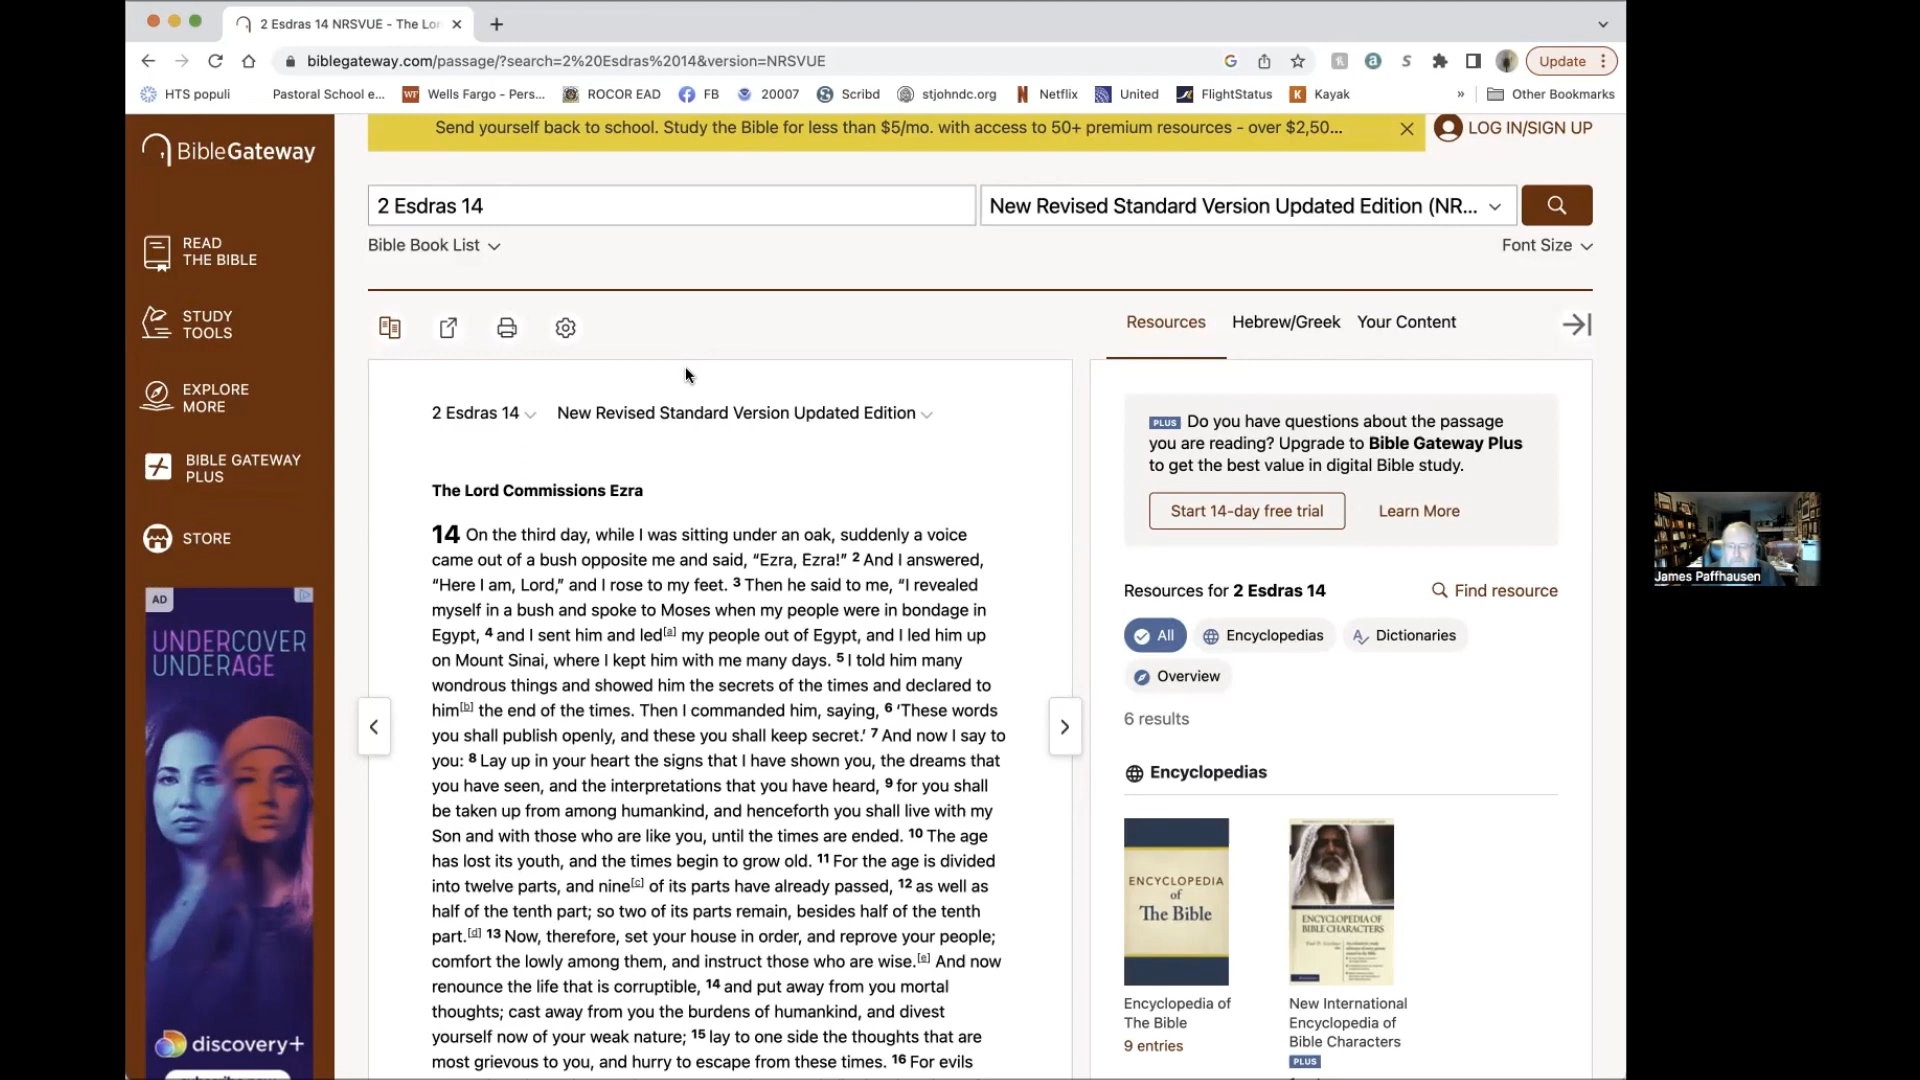 2 Esdras 14 NRSVUE - The Lor
biblegateway.com/passage/?search=2%20Esdras%2014&version=NRSVUE
Update
HTS populi
Pastoral School e...
WF Wells Fargo - Pers...
ROCOR EAD
FB
20007
Scribd
stjohndc.org
Netflix
United
FlightStatus
K Kayak
»
Other Bookmarks
BibleGateway
Send yourself back to school. Study the Bible for less than $5/mo. with access to 50+ premium resources - over $2,50...
LOG IN/SIGN UP
2 Esdras 14
New Revised Standard Version Updated Edition (NR...
Bible Book List
Font Size
READ
THE BIBLE
STUDY
TOOLS
EXPLORE
MORE
BIBLE GATEWAY
PLUS
STORE
AD
UNDERCOVER
UNDERAGE
discovery+
Resources
Hebrew/Greek
Your Content
2 Esdras 14
New Revised Standard Version Updated Edition
The Lord Commissions Ezra
14 On the third day, while I was sitting under an oak, suddenly a voice
came out of a bush opposite me and said, “Ezra, Ezra!” 2 And I answered,
“Here I am, Lord,” and I rose to my feet. 3 Then he said to me, “I revealed
myself in a bush and spoke to Moses when my people were in bondage in
Egypt, 4 and I sent him and led[a] my people out of Egypt, and I led him up
on Mount Sinai, where I kept him with me many days. 5 I told him many
wondrous things and showed him the secrets of the times and declared to
him[b] the end of the times. Then I commanded him, saying, 6 ‘These words
you shall publish openly, and these you shall keep secret.’ 7 And now I say to
you: 8 Lay up in your heart the signs that I have shown you, the dreams that
you have seen, and the interpretations that you have heard, 9 for you shall
be taken up from among humankind, and henceforth you shall live with my
Son and with those who are like you, until the times are ended. 10 The age
has lost its youth, and the times begin to grow old. 11 For the age is divided
into twelve parts, and nine[c] of its parts have already passed, 12 as well as
half of the tenth part; so two of its parts remain, besides half of the tenth
part.[d] 13 Now, therefore, set your house in order, and reprove your people;
comfort the lowly among them, and instruct those who are wise.[e] And now
renounce the life that is corruptible, 14 and put away from you mortal
thoughts; cast away from you the burdens of humankind, and divest
yourself now of your weak nature; 15 lay to one side the thoughts that are
most grievous to you, and hurry to escape from these times. 16 For evils
PLUS Do you have questions about the passage
you are reading? Upgrade to Bible Gateway Plus
to get the best value in digital Bible study.
Start 14-day free trial
Learn More
Resources for 2 Esdras 14
Find resource
All
Encyclopedias
Dictionaries
Overview
6 results
Encyclopedias
ENCYCLOPEDIA
of
The Bible
ENCYCLOPEDIA OF
BIBLE CHARACTERS
Encyclopedia of
The Bible
9 entries
New International
Encyclopedia of
Bible Characters
PLUS
James Paffhausen